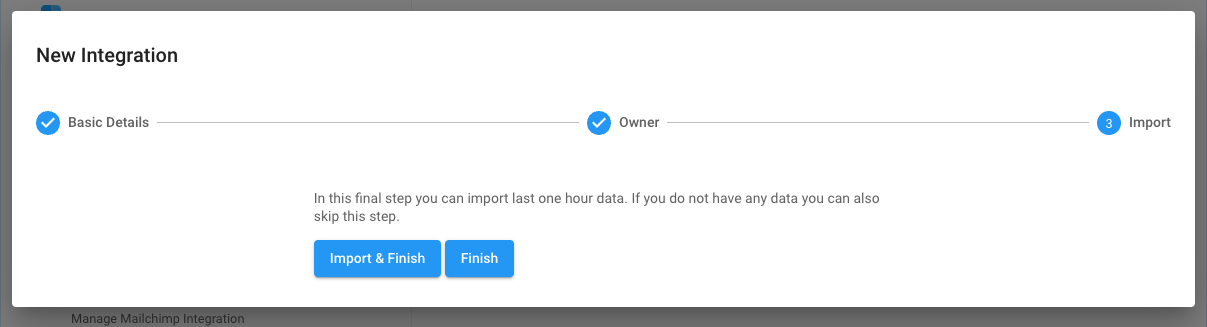 New Integration
Basic Details
Owner
3
Import
In this final step you can import last one hour data. If you do not have any data you can also
skip this step.
Import & Finish
Finish
Manage Mailchimp Integration